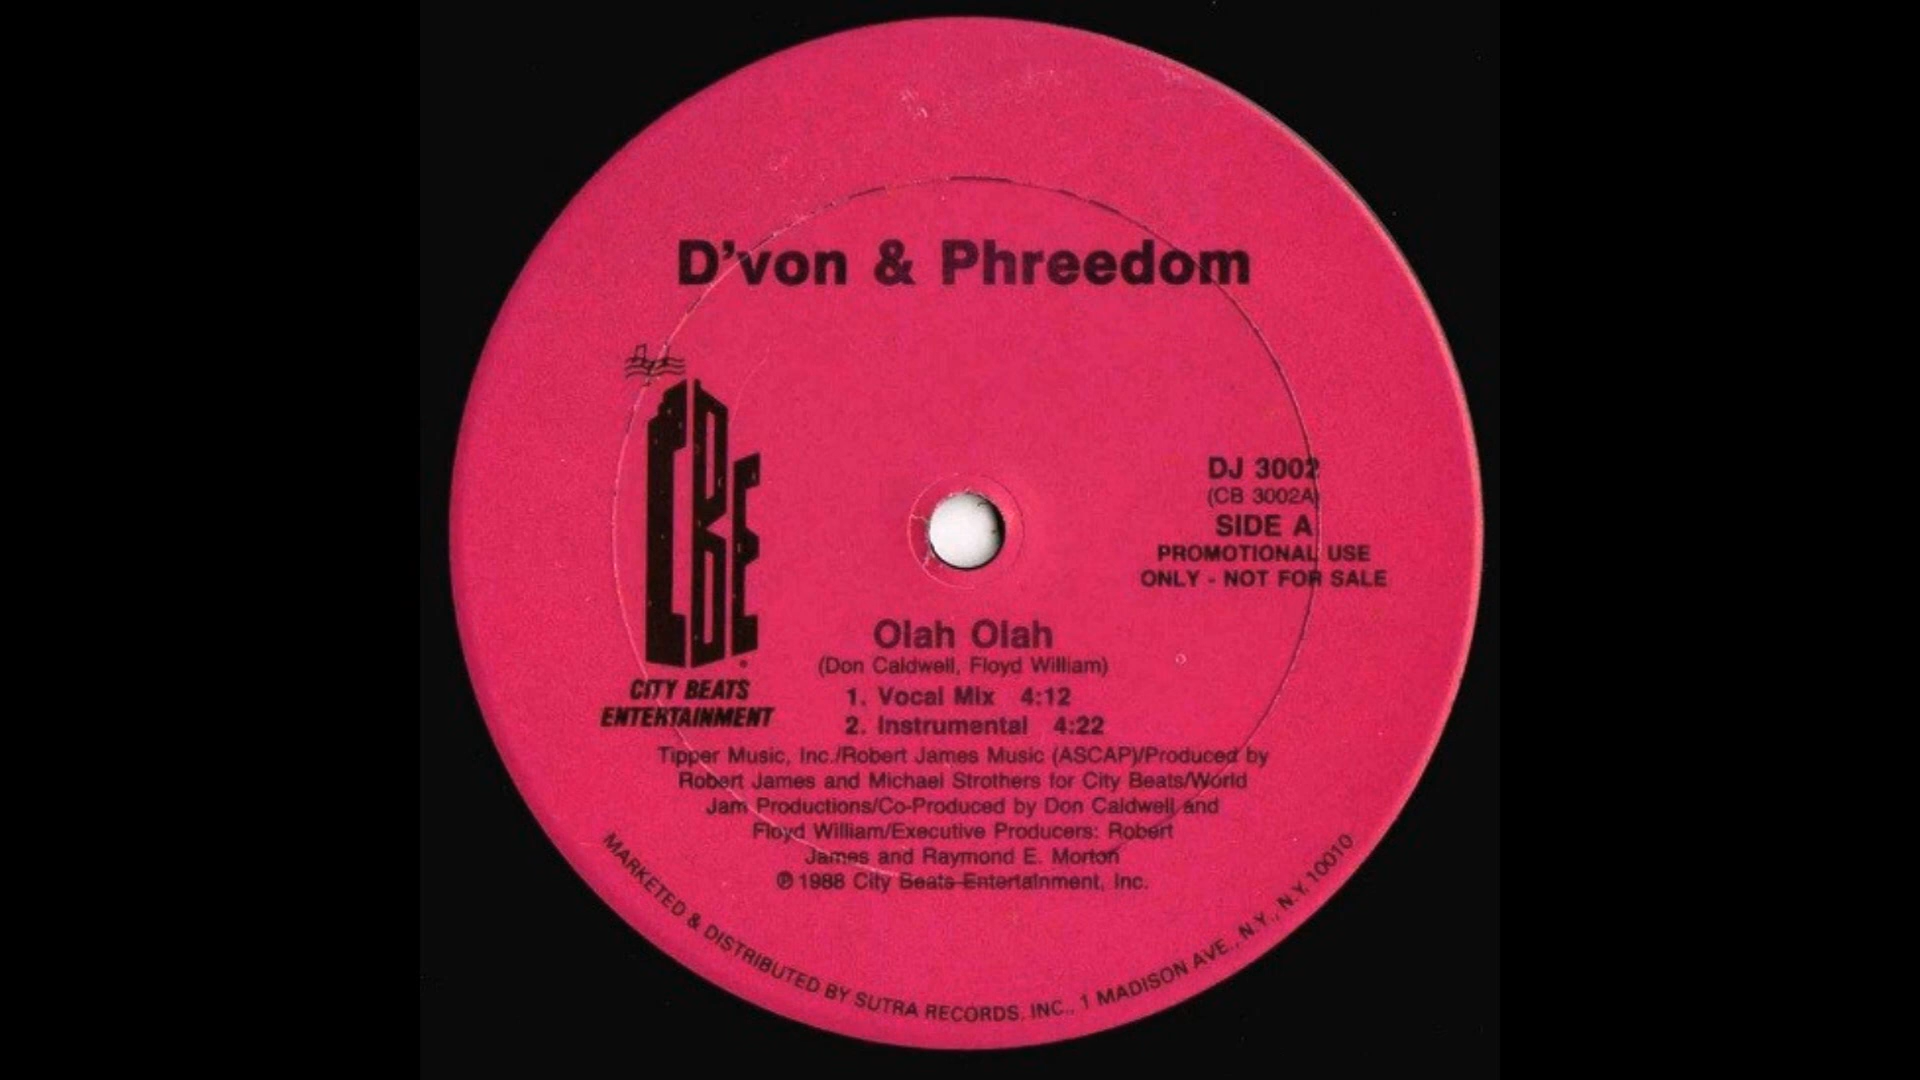 D'von & Phreedom
CBE
CITY BEATS
ENTERTAINMENT
DJ 3002
(CB 3002A)
SIDE A
PROMOTIONAL USE
ONLY - NOT FOR SALE
Olah Olah
(Don Caldwell, Floyd William)
1. Vocal Mix 4:12
2. Instrumental 4:22
Tipper Music, Inc./Robert James Music (ASCAP)/Produced by
Robert James and Michael Strothers for City Beats/World
Jam Productions/Co-Produced by Don Caldwell and
Floyd William/Executive Producers: Robert
James and Raymond E. Morton
℗ 1988 City Beats Entertainment, Inc.
MARKETED & DISTRIBUTED BY SUTRA RECORDS, INC., 1 MADISON AVE., N.Y., N.Y. 10010